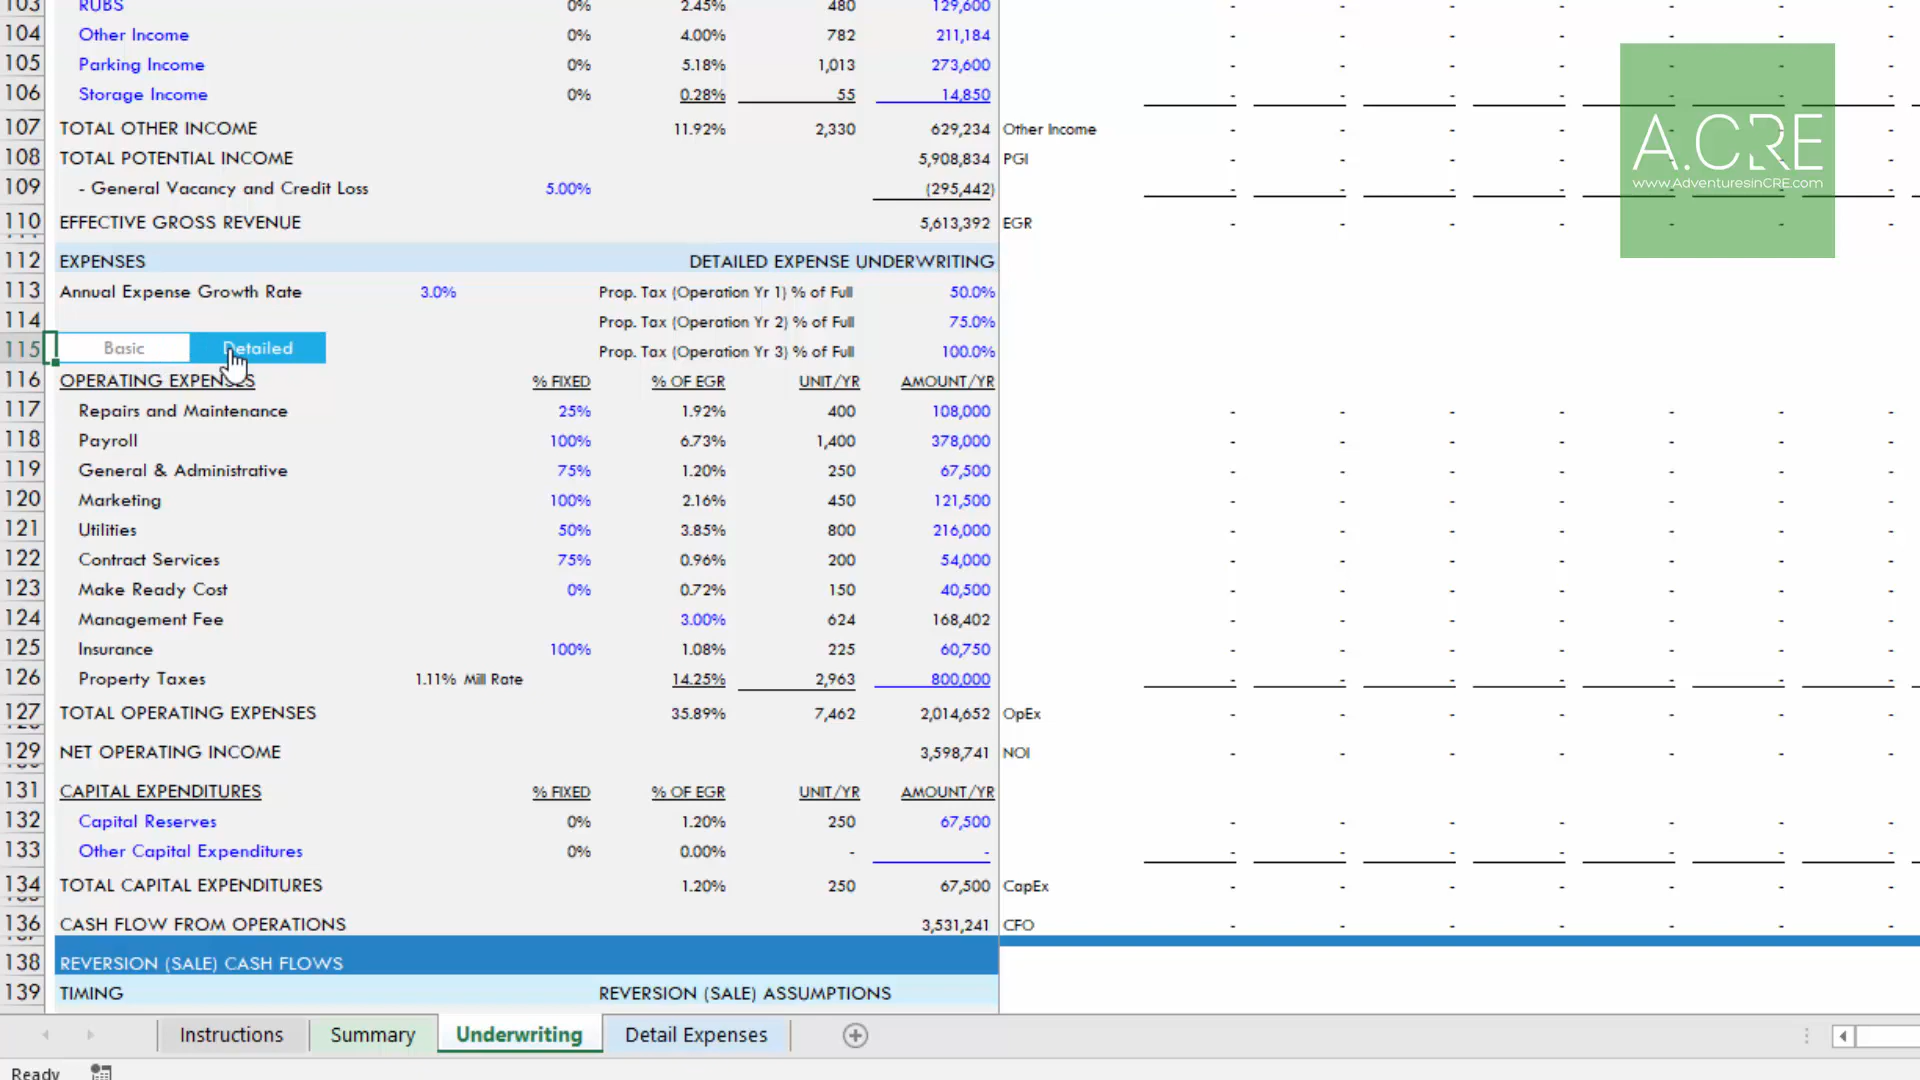 103 RUBS 0% 2.45% 480 129,600 - - - - - - -
104 Other Income 0% 4.00% 782 211,184 - - - - - - -
105 Parking Income 0% 5.18% 1,013 273,600 - - - - - - -
106 Storage Income 0% 0.28% 55 14,850 - - - - - - -
107 TOTAL OTHER INCOME 11.92% 2,330 629,234 Other Income - - - - - - -
108 TOTAL POTENTIAL INCOME 5,908,834 PGI - - - - - - -
109 - General Vacancy and Credit Loss 5.00% (295,442) - - - - - - -
110 EFFECTIVE GROSS REVENUE 5,613,392 EGR - - - - - - -
A.CRE
www.AdventuresinCRE.com
112 EXPENSES DETAILED EXPENSE UNDERWRITING
113 Annual Expense Growth Rate 3.0% Prop. Tax (Operation Yr 1) % of Full 50.0%
114 Prop. Tax (Operation Yr 2) % of Full 75.0%
115 Basic Detailed Prop. Tax (Operation Yr 3) % of Full 100.0%
116 OPERATING EXPENSES % FIXED % OF EGR UNIT/YR AMOUNT/YR
117 Repairs and Maintenance 25% 1.92% 400 108,000 - - - - - - -
118 Payroll 100% 6.73% 1,400 378,000 - - - - - - -
119 General & Administrative 75% 1.20% 250 67,500 - - - - - - -
120 Marketing 100% 2.16% 450 121,500 - - - - - - -
121 Utilities 50% 3.85% 800 216,000 - - - - - - -
122 Contract Services 75% 0.96% 200 54,000 - - - - - - -
123 Make Ready Cost 0% 0.72% 150 40,500 - - - - - - -
124 Management Fee 3.00% 624 168,402 - - - - - - -
125 Insurance 100% 1.08% 225 60,750 - - - - - - -
126 Property Taxes 1.11% Mill Rate 14.25% 2,963 800,000 - - - - - - -
127 TOTAL OPERATING EXPENSES 35.89% 7,462 2,014,652 OpEx - - - - - - -
129 NET OPERATING INCOME 3,598,741 NOI - - - - - - -
131 CAPITAL EXPENDITURES % FIXED % OF EGR UNIT/YR AMOUNT/YR
132 Capital Reserves 0% 1.20% 250 67,500 - - - - - - -
133 Other Capital Expenditures 0% 0.00% - - - - - - - - -
134 TOTAL CAPITAL EXPENDITURES 1.20% 250 67,500 CapEx - - - - - - -
136 CASH FLOW FROM OPERATIONS 3,531,241 CFO - - - - - - -
138 REVERSION (SALE) CASH FLOWS
139 TIMING REVERSION (SALE) ASSUMPTIONS
Instructions Summary Underwriting Detail Expenses
Ready